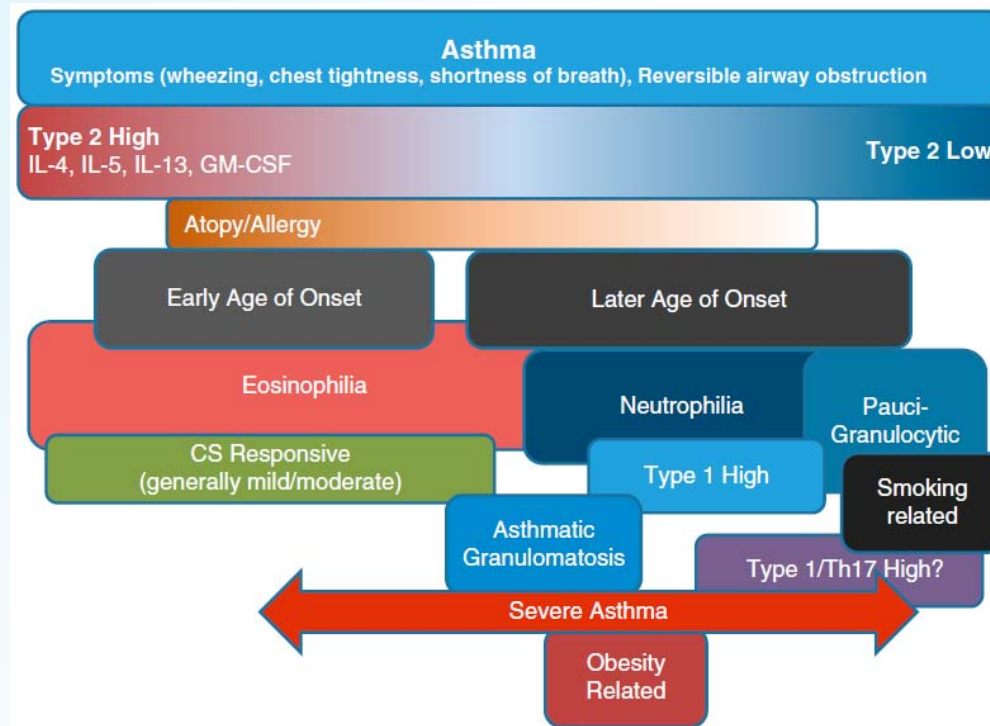 Asthma
Symptoms (wheezing, chest tightness, shortness of breath), Reversible airway obstruction
Type 2 High
IL-4, IL-5, IL-13, GM-CSF
Type 2 Low
Atopy/Allergy
Early Age of Onset
Later Age of Onset
Eosinophilia
Neutrophilia
Pauci-
Granulocytic
CS Responsive
(generally mild/moderate)
Type 1 High
Smoking
related
Asthmatic
Granulomatosis
Type 1/Th17 High?
Severe Asthma
Obesity
Related